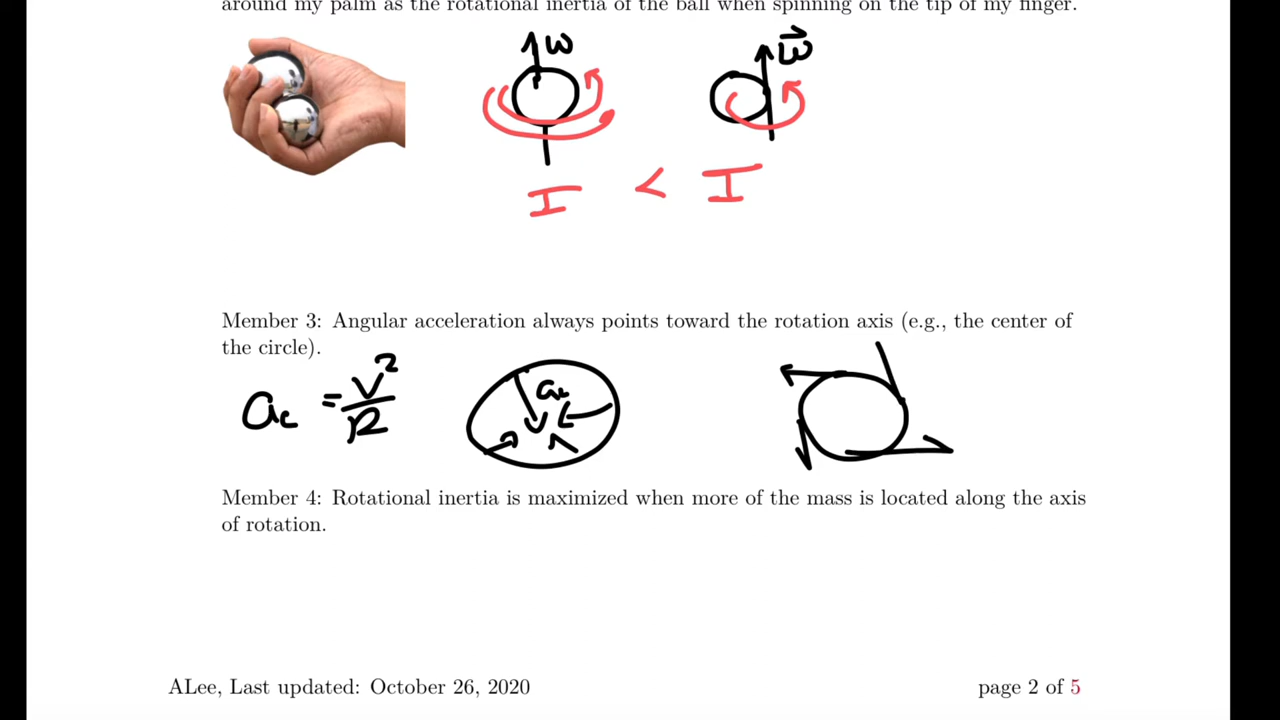 around my palm as the rotational inertia of the ball when spinning on the tip of my finger.
ω ω⃗
I < I
Member 3: Angular acceleration always points toward the rotation axis (e.g., the center of
the circle).
a_c = v²/R
a_c
Member 4: Rotational inertia is maximized when more of the mass is located along the axis
of rotation.
ALee, Last updated: October 26, 2020
page 2 of 5